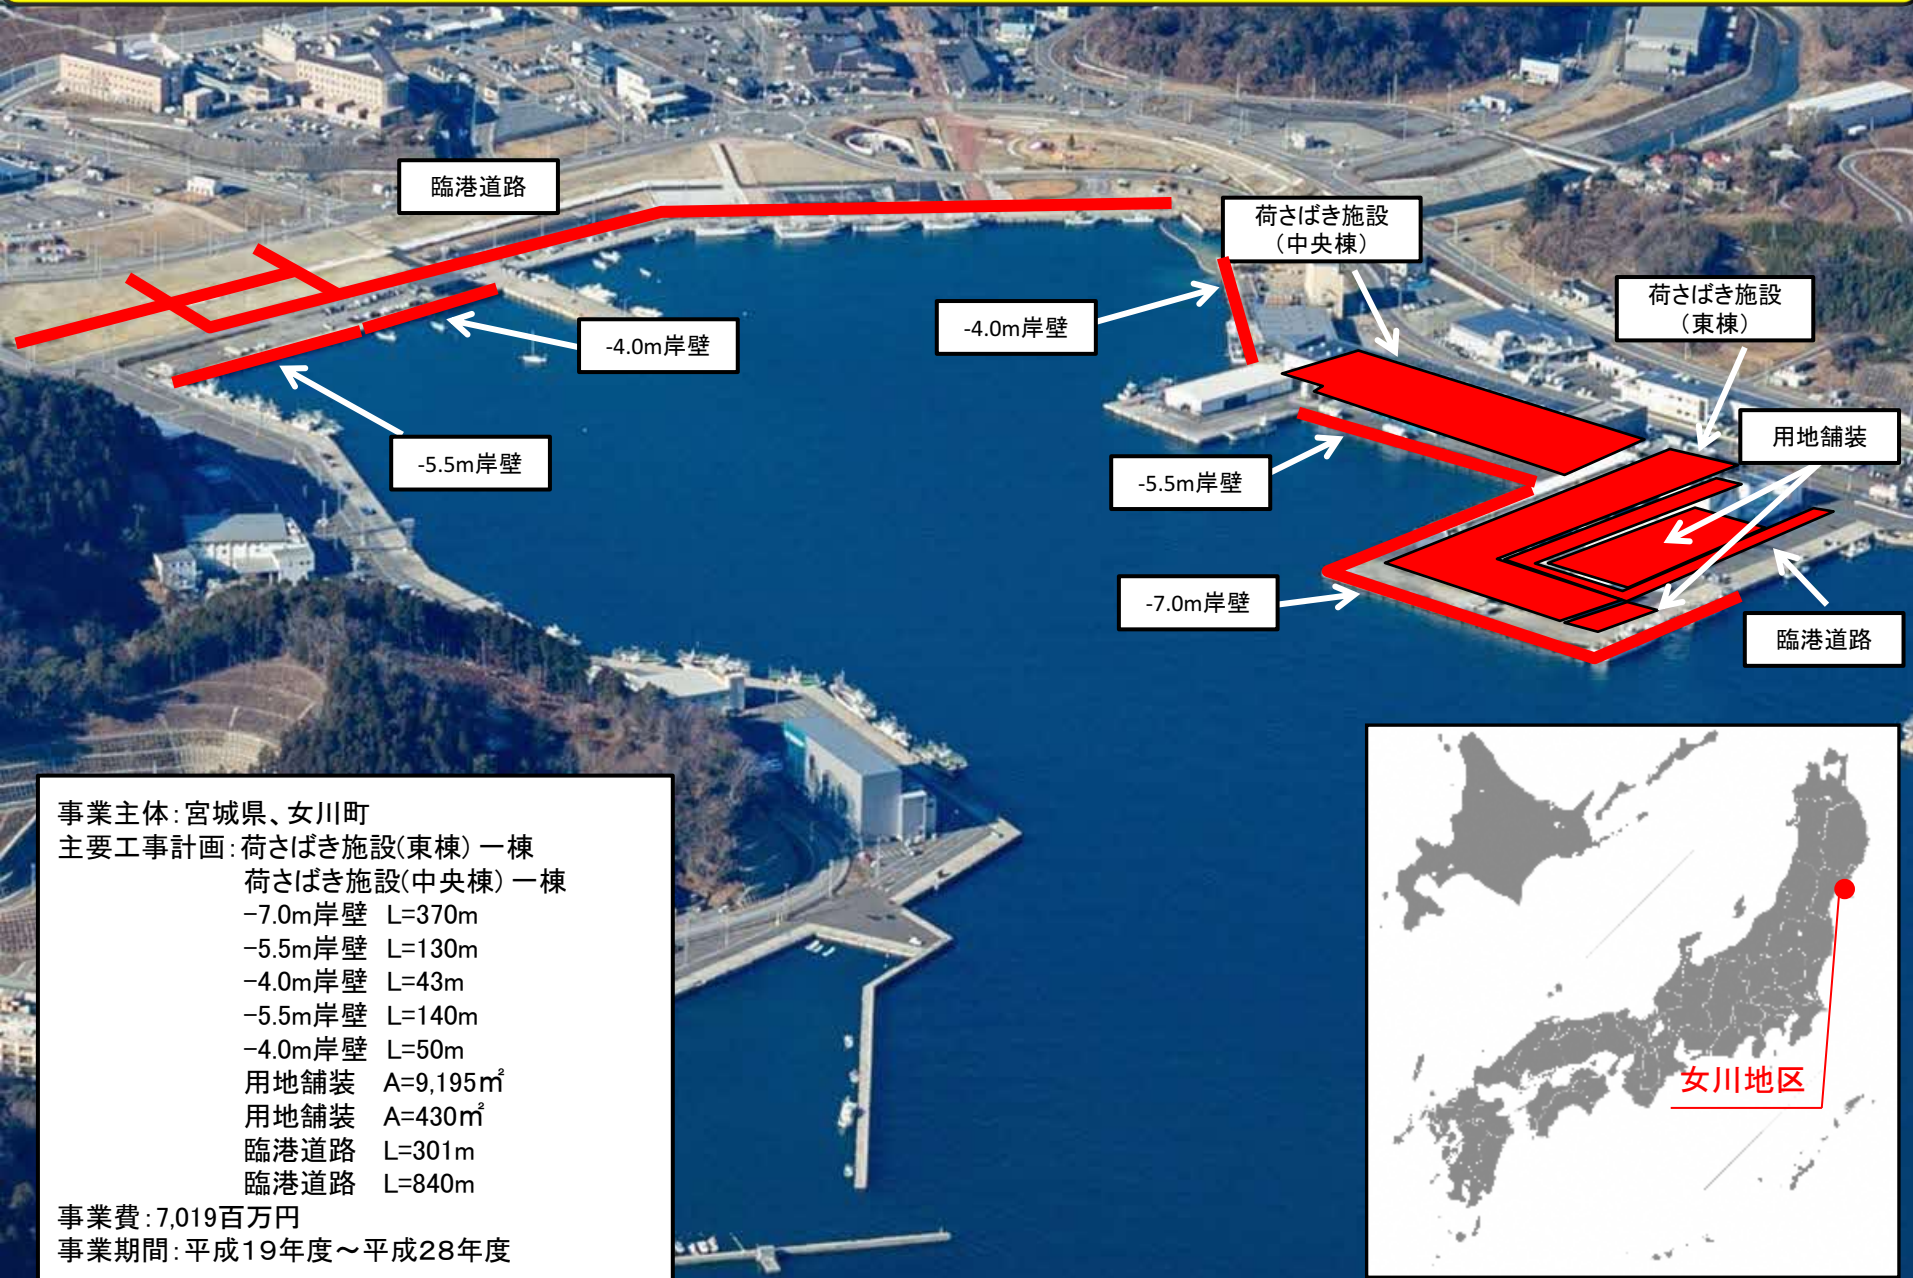 臨港道路
荷さばき施設
（中央棟）
荷さばき施設
（東棟）
-4.0m岸壁
-4.0m岸壁
用地舗装
-5.5m岸壁
-5.5m岸壁
-7.0m岸壁
臨港道路
事業主体：宮城県、女川町
主要工事計画：荷さばき施設(東棟) 一棟
荷さばき施設(中央棟) 一棟
-7.0m岸壁 L=370m
-5.5m岸壁 L=130m
-4.0m岸壁 L=43m
-5.5m岸壁 L=140m
-4.0m岸壁 L=50m
用地舗装 A=9,195㎡
用地舗装 A=430㎡
臨港道路 L=301m
臨港道路 L=840m
事業費：7,019百万円
事業期間：平成１９年度～平成２８年度
女川地区